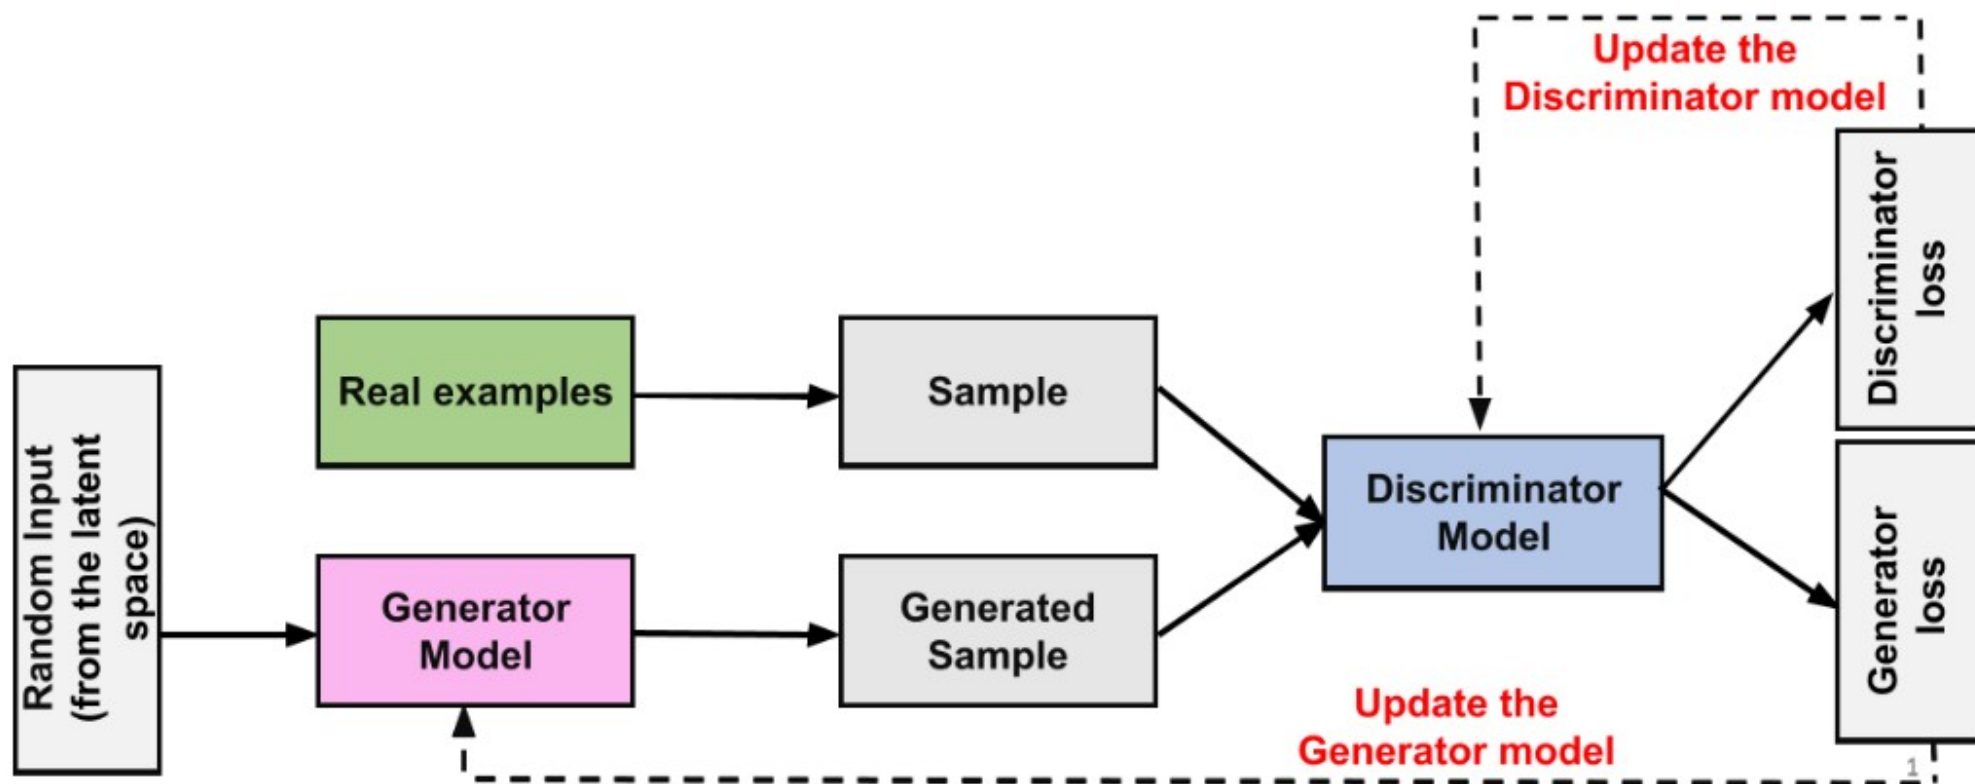 Update the
Discriminator model
Discriminator
loss
Real examples
Sample
Random Input
(from the latent
space)
Discriminator
Model
Generator
Model
Generated
Sample
Generator
loss
Update the
Generator model
1